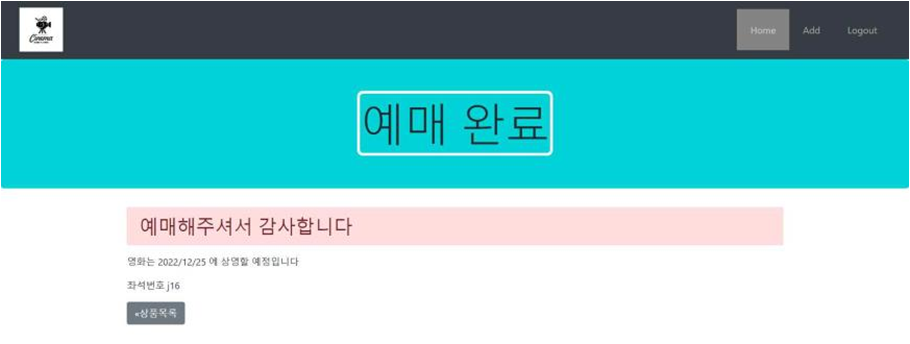 Cinema
Home
Add
Logout
예매 완료
예매해주셔서 감사합니다
영화는 2022/12/25 에 상영할 예정입니다
좌석번호 j16
«상품목록